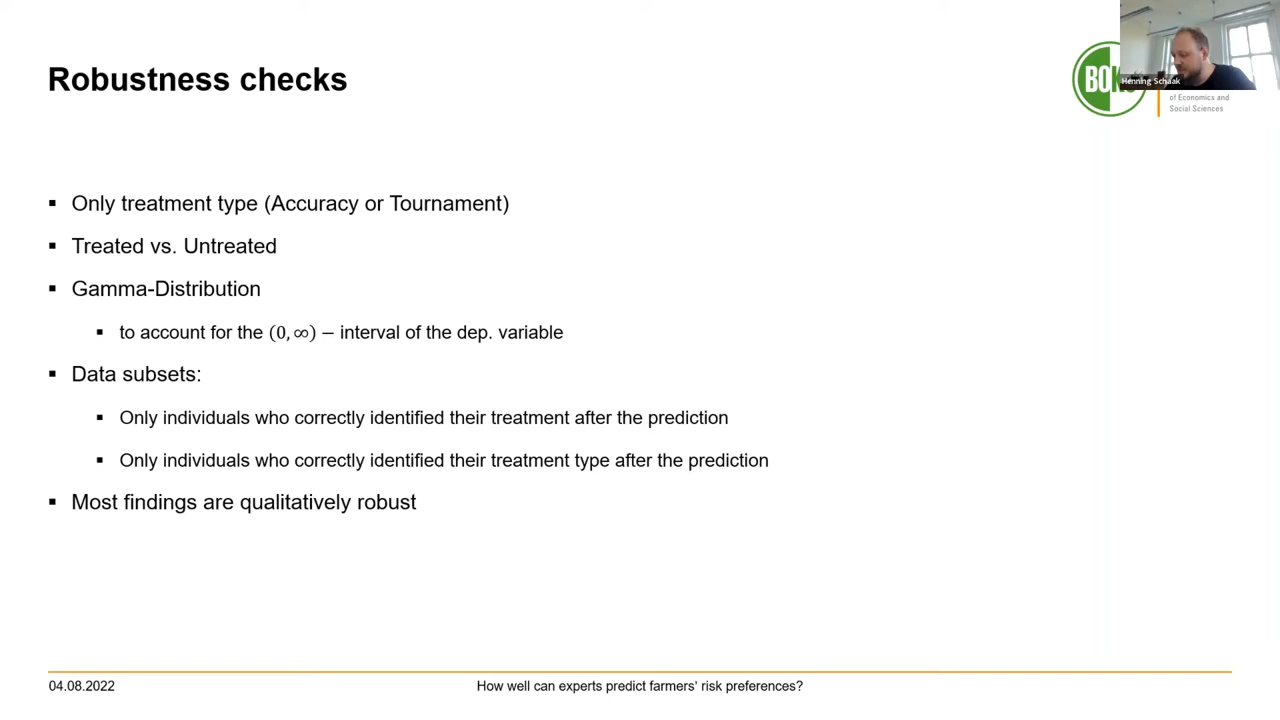 Robustness checks
Henning Schaak
of Economics and
Social Sciences
▪ Only treatment type (Accuracy or Tournament)
▪ Treated vs. Untreated
▪ Gamma-Distribution
▪ to account for the (0, ∞) − interval of the dep. variable
▪ Data subsets:
▪ Only individuals who correctly identified their treatment after the prediction
▪ Only individuals who correctly identified their treatment type after the prediction
▪ Most findings are qualitatively robust
04.08.2022
How well can experts predict farmers’ risk preferences?